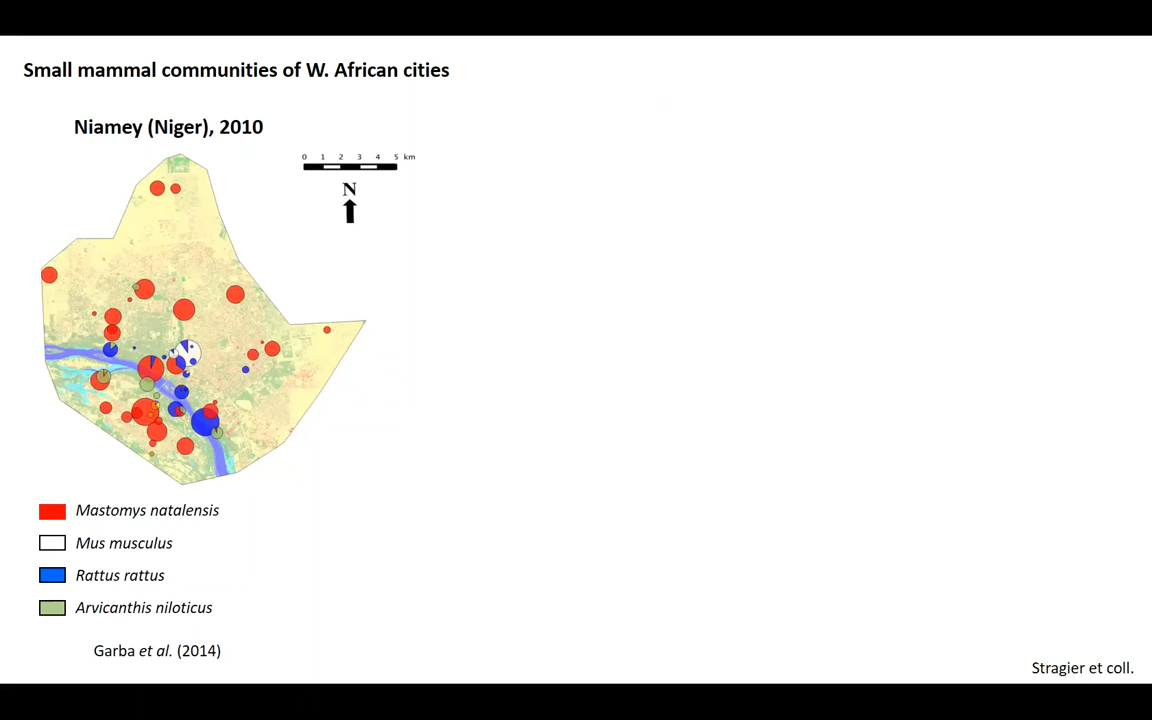 Small mammal communities of W. African cities
Niamey (Niger), 2010
0 1 2 3 4 5 km
N
Mastomys natalensis
Mus musculus
Rattus rattus
Arvicanthis niloticus
Garba et al. (2014)
Stragier et coll.